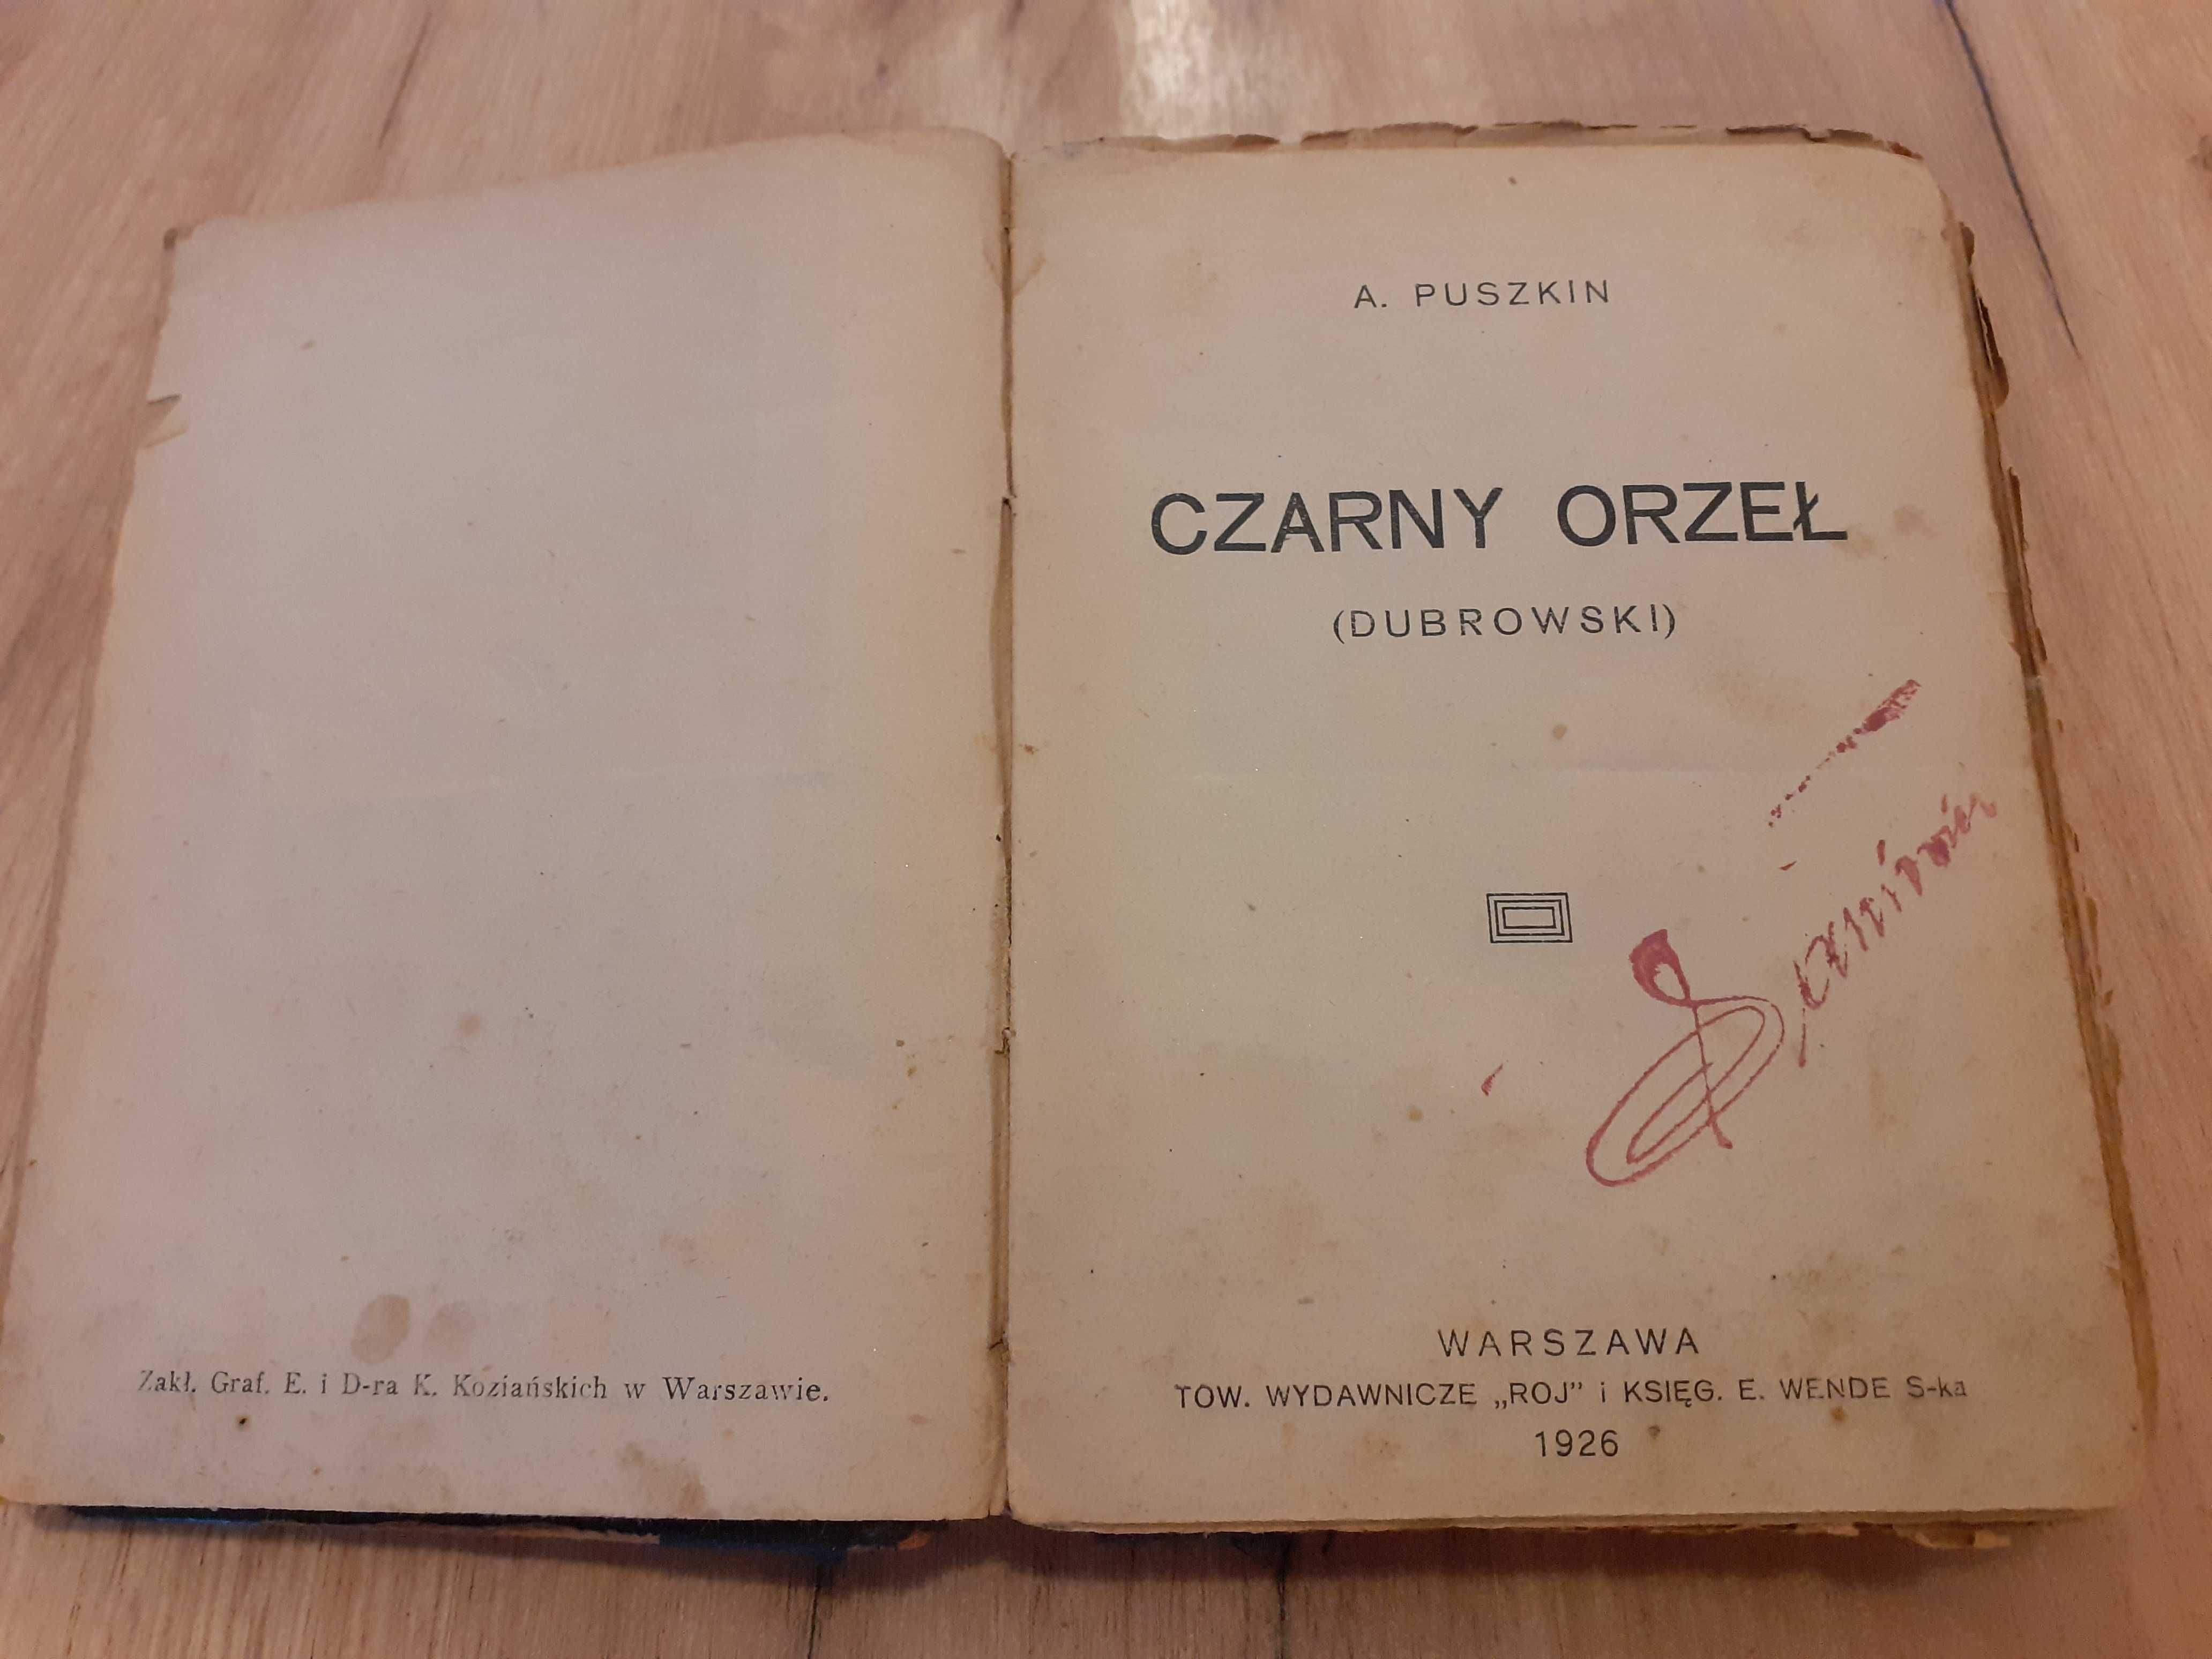 Zakł. Graf. E. i D-ra K. Koziańskich w Warszawie.
A. PUSZKIN
CZARNY ORZEŁ
(DUBROWSKI)
WARSZAWA
TOW. WYDAWNICZE „ROJ” i KSIĘG. E. WENDE S-ka
1926